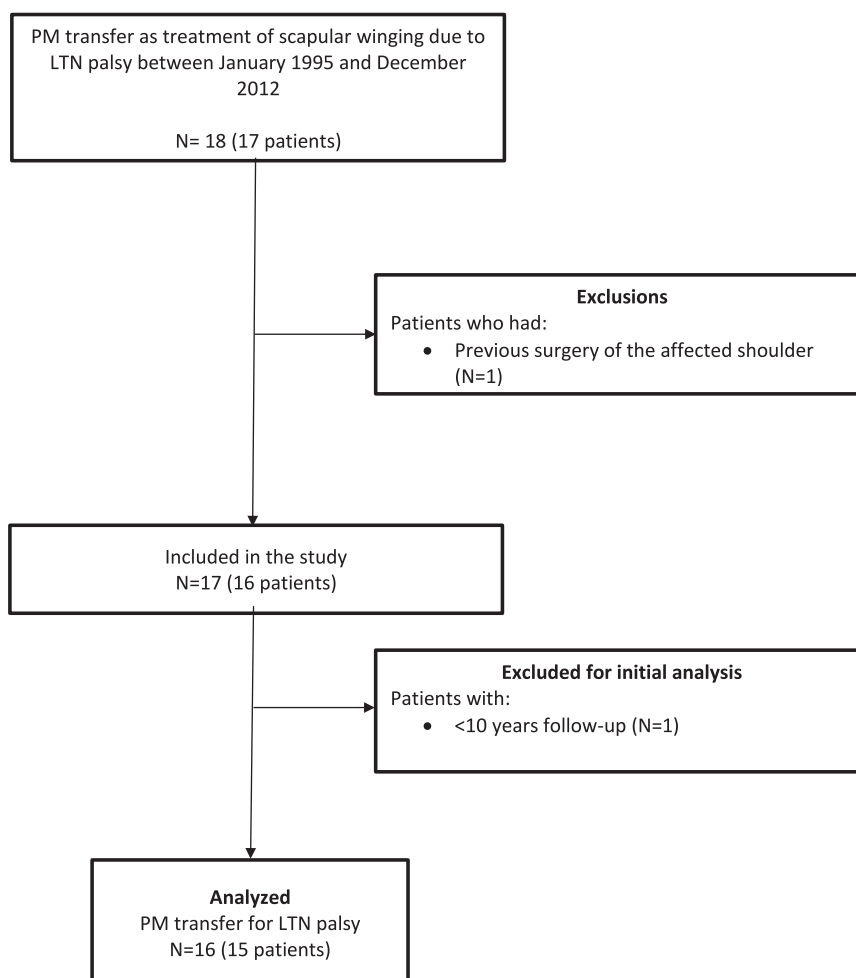 PM transfer as treatment of scapular winging due to
LTN palsy between January 1995 and December
2012
N= 18 (17 patients)
Exclusions
Patients who had:
• Previous surgery of the affected shoulder
(N=1)
Included in the study
N=17 (16 patients)
Excluded for initial analysis
Patients with:
• <10 years follow-up (N=1)
Analyzed
PM transfer for LTN palsy
N=16 (15 patients)